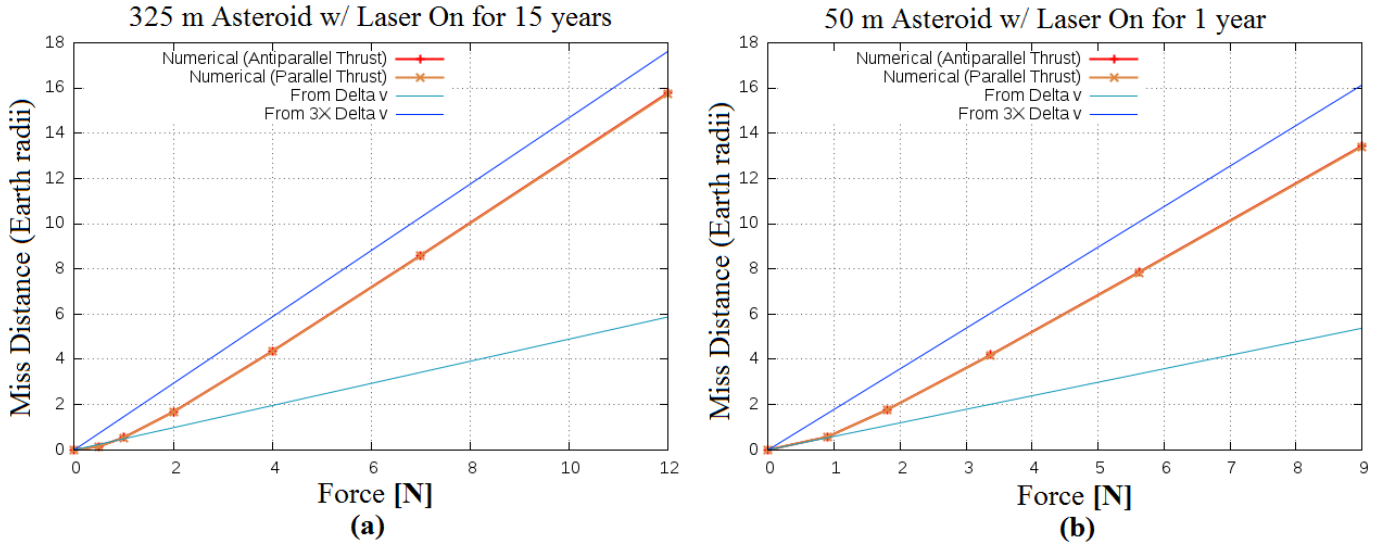 325 m Asteroid w/ Laser On for 15 years
Numerical (Antiparallel Thrust)
Numerical (Parallel Thrust)
From Delta v
From 3X Delta v
Miss Distance (Earth radii)
18
16
14
12
10
8
6
4
2
0
0 2 4 6 8 10 12
Force [N]
(a)
50 m Asteroid w/ Laser On for 1 year
Numerical (Antiparallel Thrust)
Numerical (Parallel Thrust)
From Delta v
From 3X Delta v
Miss Distance (Earth radii)
18
16
14
12
10
8
6
4
2
0
0 1 2 3 4 5 6 7 8 9
Force [N]
(b)